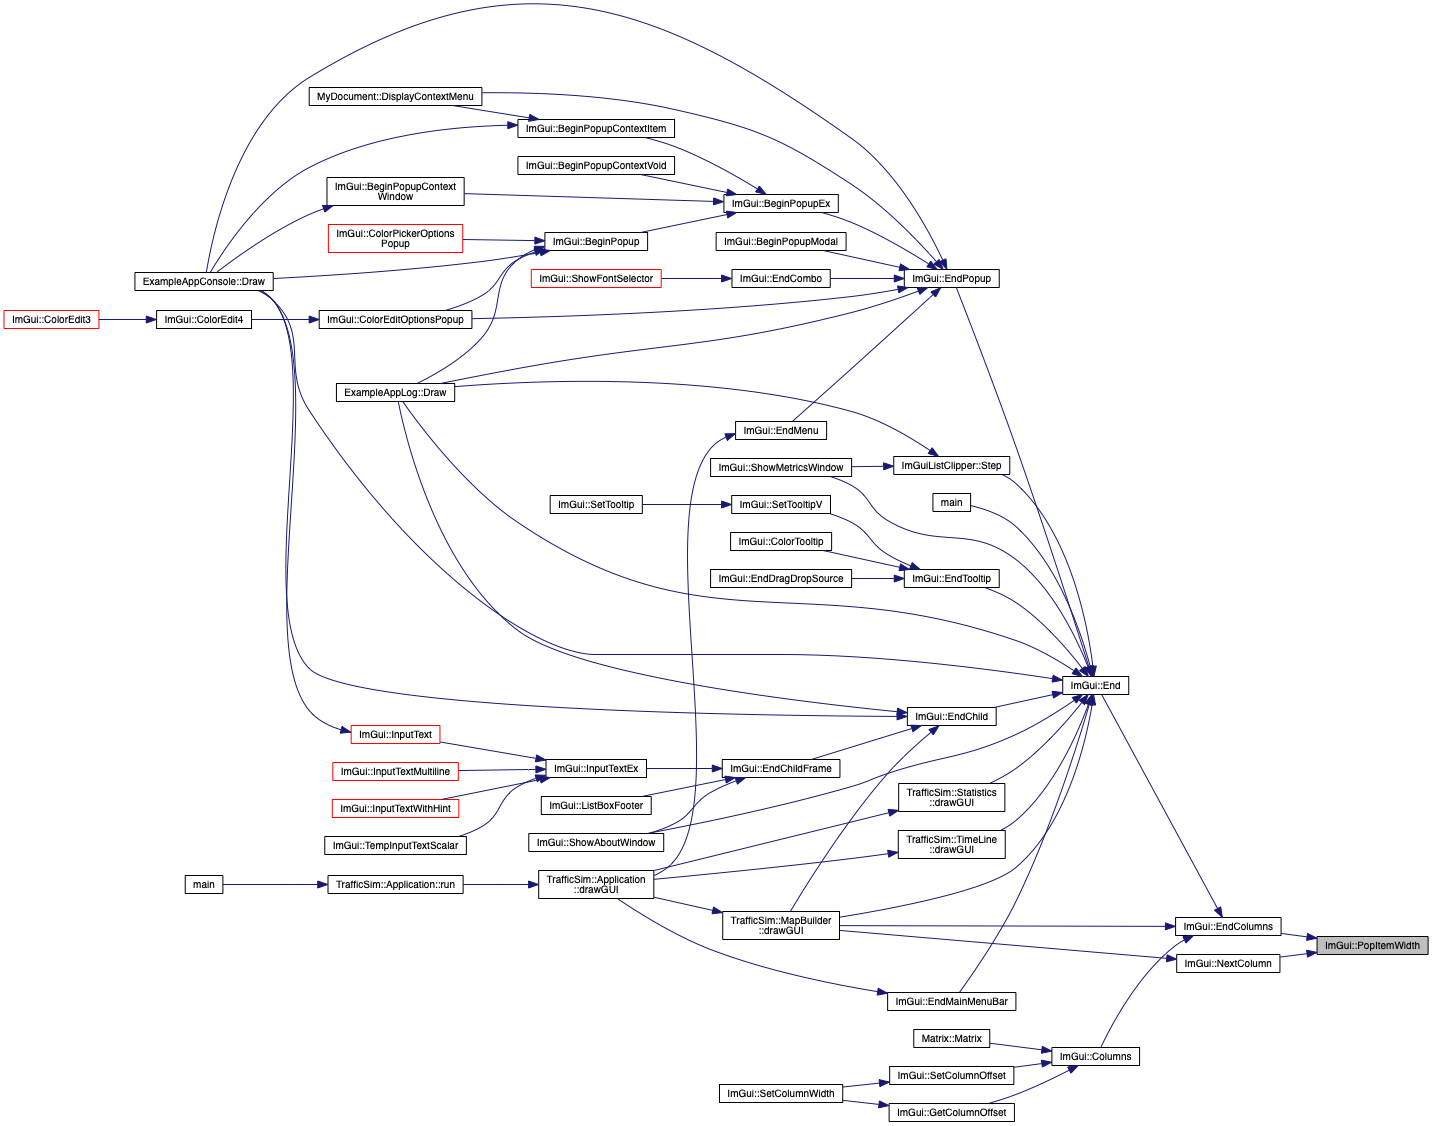 MyDocument::DisplayContextMenu
ImGui::BeginPopupContextItem
ImGui::BeginPopupContextVoid
ImGui::BeginPopupContext
Window
ImGui::BeginPopupEx
ImGui::ColorPickerOptions
Popup
ImGui::BeginPopup
ImGui::BeginPopupModal
ExampleAppConsole::Draw
ImGui::ShowFontSelector
ImGui::EndCombo
ImGui::EndPopup
ImGui::ColorEdit3
ImGui::ColorEdit4
ImGui::ColorEditOptionsPopup
ExampleAppLog::Draw
ImGui::EndMenu
ImGui::ShowMetricsWindow
ImGuiListClipper::Step
main
ImGui::SetTooltip
ImGui::SetTooltipV
ImGui::ColorTooltip
ImGui::EndDragDropSource
ImGui::EndTooltip
ImGui::End
ImGui::EndChild
ImGui::InputText
ImGui::InputTextMultiline
ImGui::InputTextEx
ImGui::EndChildFrame
ImGui::InputTextWithHint
ImGui::ListBoxFooter
TrafficSim::Statistics
::drawGUI
ImGui::TempInputTextScalar
ImGui::ShowAboutWindow
TrafficSim::TimeLine
::drawGUI
main
TrafficSim::Application::run
TrafficSim::Application
::drawGUI
TrafficSim::MapBuilder
::drawGUI
ImGui::EndColumns
ImGui::PopItemWidth
ImGui::NextColumn
ImGui::EndMainMenuBar
Matrix::Matrix
ImGui::Columns
ImGui::SetColumnOffset
ImGui::SetColumnWidth
ImGui::GetColumnOffset